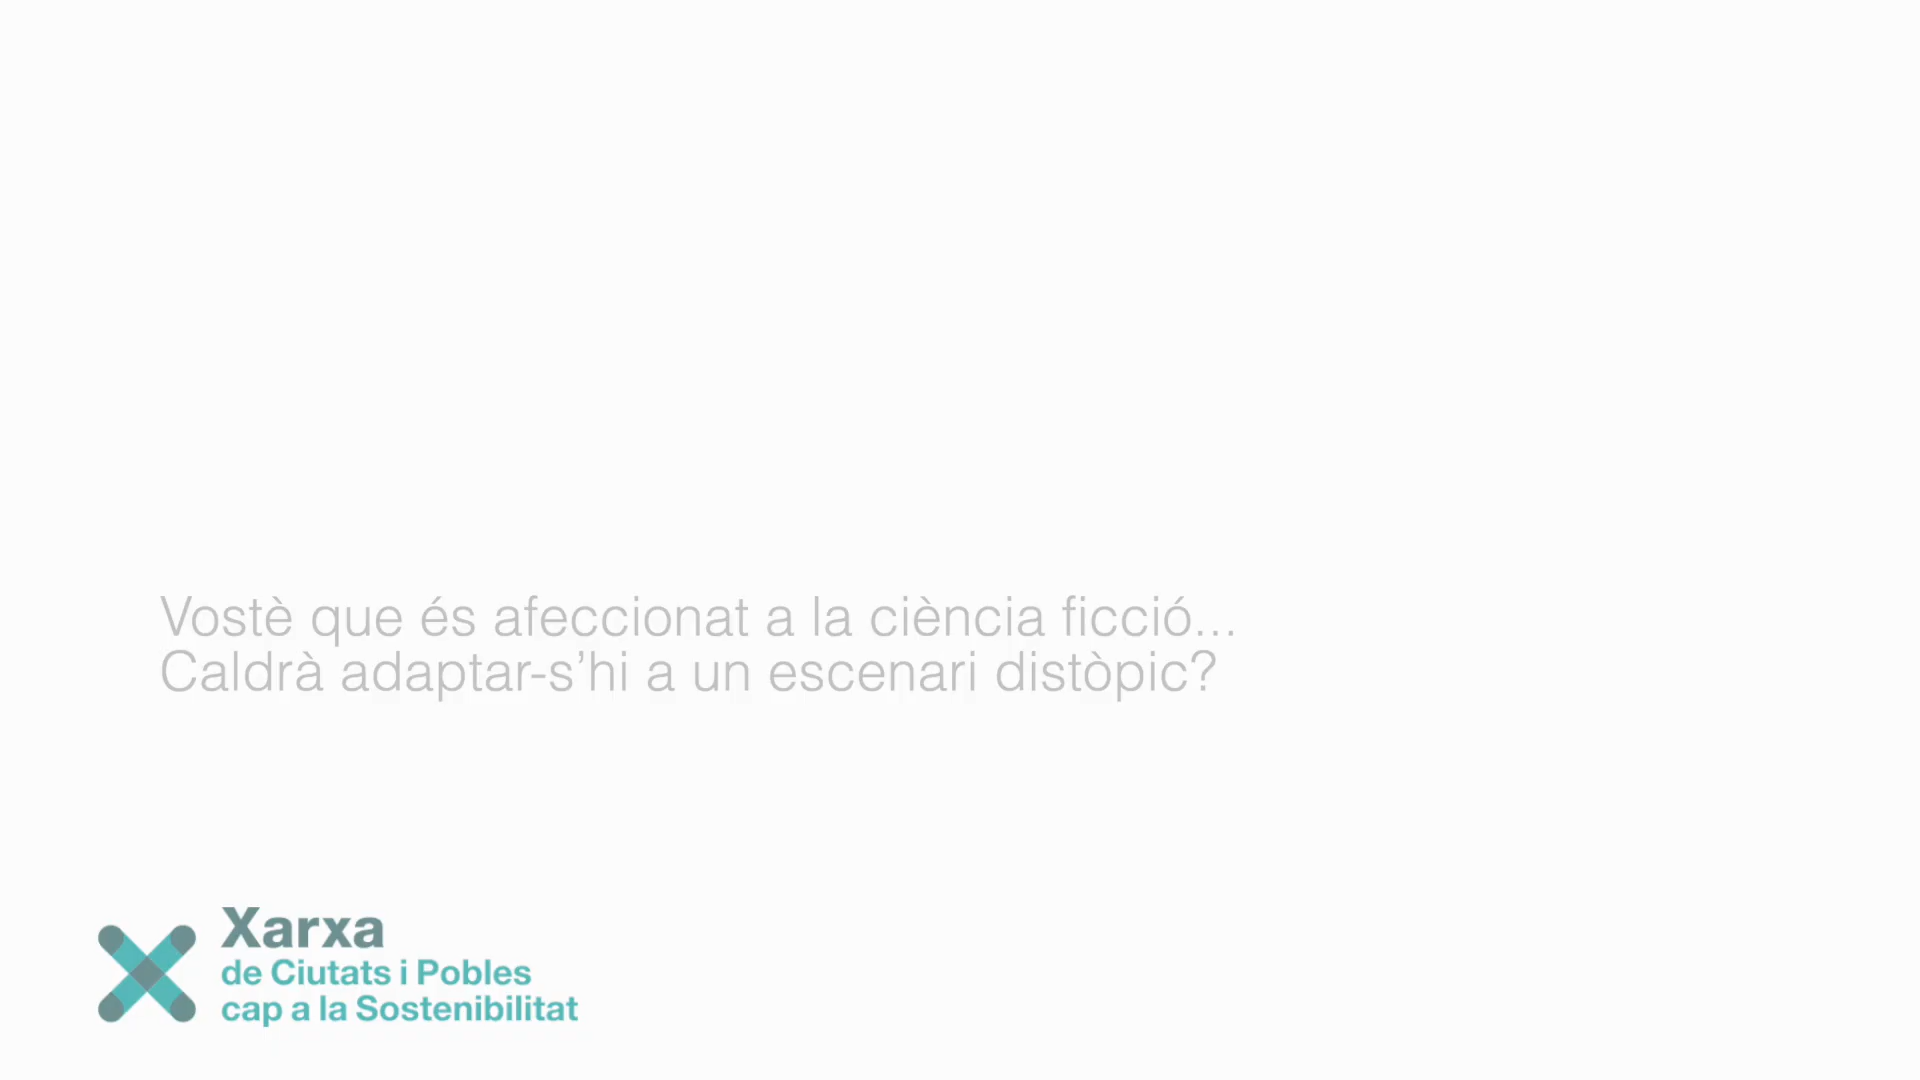 Vostè que és afeccionat a la ciència ficció...
Caldrà adaptar-s’hi a un escenari distòpic?
Xarxa
de Ciutats i Pobles
cap a la Sostenibilitat